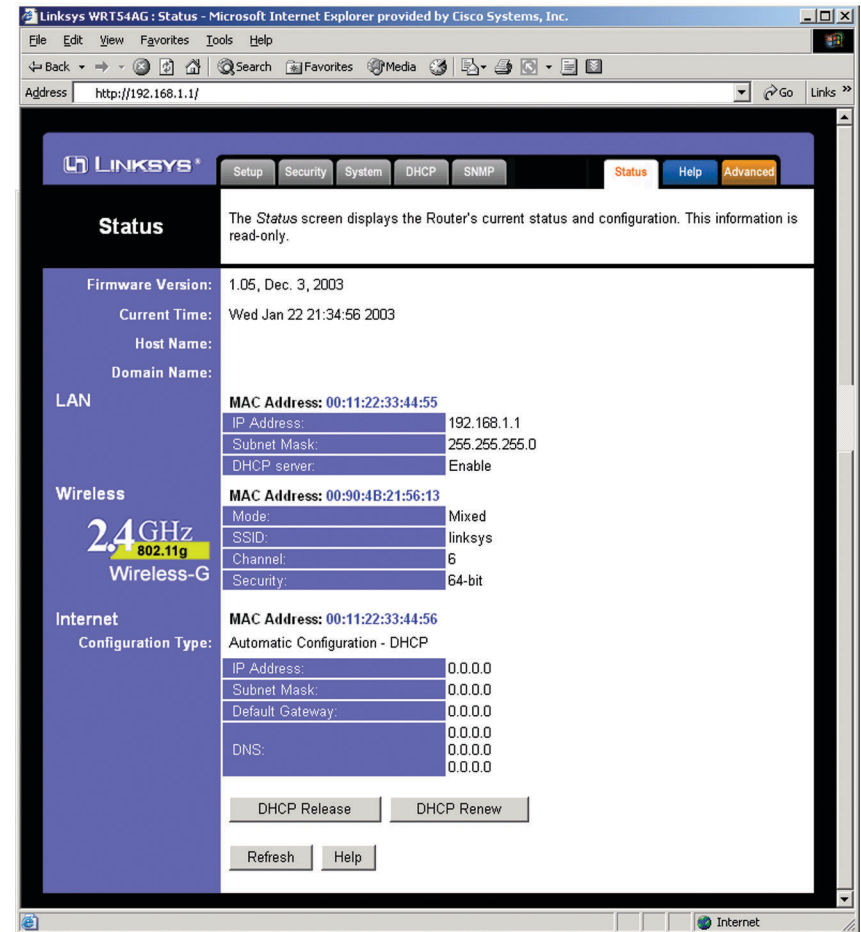 Linksys WRT54AG : Status - Microsoft Internet Explorer provided by Cisco Systems, Inc.
File Edit View Favorites Tools Help
Back Search Favorites Media
Address http://192.168.1.1/ Go Links »
LINKSYS®
Setup Security System DHCP SNMP Status Help Advanced
Status
The Status screen displays the Router's current status and configuration. This information is
read-only.
Firmware Version: 1.05, Dec. 3, 2003
Current Time: Wed Jan 22 21:34:56 2003
Host Name:
Domain Name:
LAN
MAC Address: 00:11:22:33:44:55
IP Address: 192.168.1.1
Subnet Mask: 255.255.255.0
DHCP server: Enable
Wireless
MAC Address: 00:90:4B:21:56:13
Mode: Mixed
SSID: linksys
Channel: 6
Security: 64-bit
2.4 GHz
802.11g
Wireless-G
Internet
MAC Address: 00:11:22:33:44:56
Configuration Type: Automatic Configuration - DHCP
IP Address: 0.0.0.0
Subnet Mask: 0.0.0.0
Default Gateway: 0.0.0.0
DNS: 0.0.0.0
0.0.0.0
0.0.0.0
DHCP Release DHCP Renew
Refresh Help
Internet